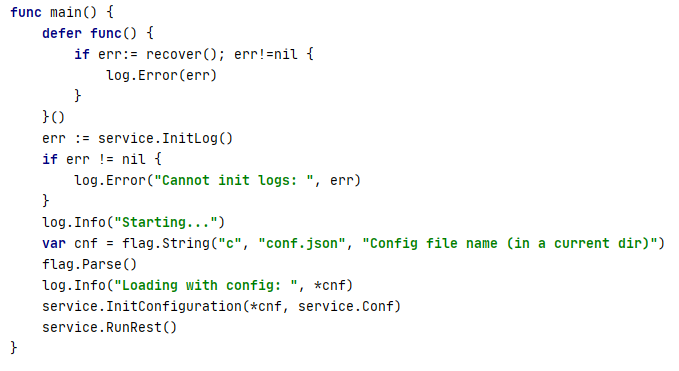 func main() {
    defer func() {
        if err:= recover(); err!=nil {
            log.Error(err)
        }
    }()
    err := service.InitLog()
    if err != nil {
        log.Error("Cannot init logs: ", err)
    }
    log.Info("Starting...")
    var cnf = flag.String("c", "conf.json", "Config file name (in a current dir)")
    flag.Parse()
    log.Info("Loading with config: ", *cnf)
    service.InitConfiguration(*cnf, service.Conf)
    service.RunRest()
}